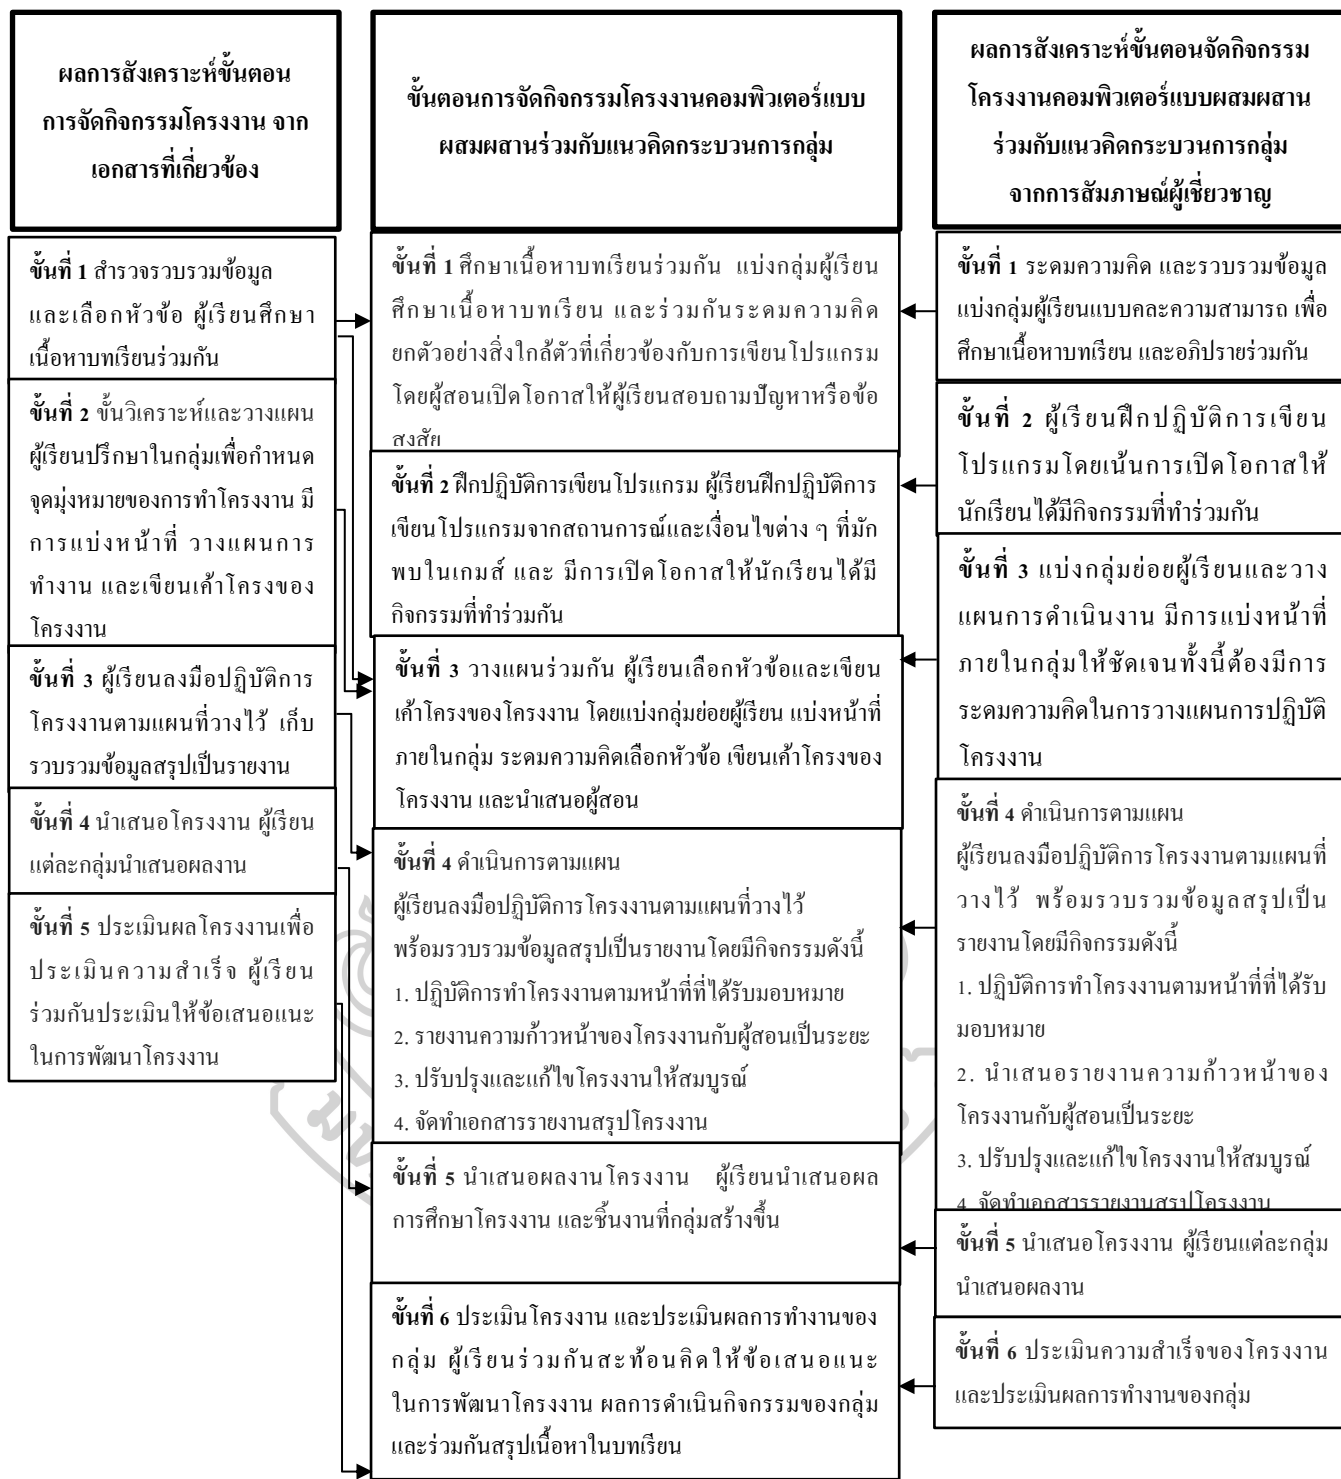 ผลการสังเคราะห์ขั้นตอน
การจัดกิจกรรมโครงงาน จาก
เอกสารที่เกี่ยวข้อง
ขั้นที่ 1 สำรวจรวบรวมข้อมูล
และเลือกหัวข้อ ผู้เรียนศึกษา
เนื้อหาบทเรียนร่วมกัน
ขั้นที่ 2 ขั้นวิเคราะห์และวางแผน
ผู้เรียนปรึกษาในกลุ่มเพื่อกำหนด
จุดมุ่งหมายของการทำโครงงาน มี
การแบ่งหน้าที่ วางแผนการ
ทำงาน และเขียนเค้าโครงของ
โครงงาน
ขั้นที่ 3 ผู้เรียนลงมือปฏิบัติการ
โครงงานตามแผนที่วางไว้ เก็บ
รวบรวมข้อมูลสรุปเป็นรายงาน
ขั้นที่ 4 นำเสนอโครงงาน ผู้เรียน
แต่ละกลุ่มนำเสนอผลงาน
ขั้นที่ 5 ประเมินผลโครงงานเพื่อ
ประเมินความสำเร็จ ผู้เรียน
ร่วมกันประเมินให้ข้อเสนอแนะ
ในการพัฒนาโครงงาน
ขั้นตอนการจัดกิจกรรมโครงงานคอมพิวเตอร์แบบ
ผสมผสานร่วมกับแนวคิดกระบวนการกลุ่ม
ขั้นที่ 1 ศึกษาเนื้อหาบทเรียนร่วมกัน แบ่งกลุ่มผู้เรียน
ศึกษาเนื้อหาบทเรียน และร่วมกันระดมความคิด
ยกตัวอย่างสิ่งใกล้ตัวที่เกี่ยวข้องกับการเขียนโปรแกรม
โดยผู้สอนเปิดโอกาสให้ผู้เรียนสอบถามปัญหาหรือข้อ
สงสัย
ขั้นที่ 2 ฝึกปฏิบัติการเขียนโปรแกรม ผู้เรียนฝึกปฏิบัติการ
เขียนโปรแกรมจากสถานการณ์และเงื่อนไขต่าง ๆ ที่มัก
พบในเกมส์ และ มีการเปิดโอกาสให้นักเรียนได้มี
กิจกรรมที่ทำร่วมกัน
ขั้นที่ 3 วางแผนร่วมกัน ผู้เรียนเลือกหัวข้อและเขียน
เค้าโครงของโครงงาน โดยแบ่งกลุ่มย่อยผู้เรียน แบ่งหน้าที่
ภายในกลุ่ม ระดมความคิดเลือกหัวข้อ เขียนเค้าโครงของ
โครงงาน และนำเสนอผู้สอน
ขั้นที่ 4 ดำเนินการตามแผน
ผู้เรียนลงมือปฏิบัติการโครงงานตามแผนที่วางไว้
พร้อมรวบรวมข้อมูลสรุปเป็นรายงานโดยมีกิจกรรมดังนี้
1. ปฏิบัติการทำโครงงานตามหน้าที่ที่ได้รับมอบหมาย
2. รายงานความก้าวหน้าของโครงงานกับผู้สอนเป็นระยะ
3. ปรับปรุงและแก้ไขโครงงานให้สมบูรณ์
4. จัดทำเอกสารรายงานสรุปโครงงาน
ขั้นที่ 5 นำเสนอผลงานโครงงาน ผู้เรียนนำเสนอผล
การศึกษาโครงงาน และชิ้นงานที่กลุ่มสร้างขึ้น
ขั้นที่ 6 ประเมินโครงงาน และประเมินผลการทำงานของ
กลุ่ม ผู้เรียนร่วมกันสะท้อนคิดให้ข้อเสนอแนะ
ในการพัฒนาโครงงาน ผลการดำเนินกิจกรรมของกลุ่ม
และร่วมกันสรุปเนื้อหาในบทเรียน
ผลการสังเคราะห์ขั้นตอนจัดกิจกรรม
โครงงานคอมพิวเตอร์แบบผสมผสาน
ร่วมกับแนวคิดกระบวนการกลุ่ม
จากการสัมภาษณ์ผู้เชี่ยวชาญ
ขั้นที่ 1 ระดมความคิด และรวบรวมข้อมูล
แบ่งกลุ่มผู้เรียนแบบคละความสามารถ เพื่อ
ศึกษาเนื้อหาบทเรียน และอภิปรายร่วมกัน
ขั้นที่ 2 ผู้เรียนฝึกปฏิบัติการเขียน
โปรแกรมโดยเน้นการเปิดโอกาสให้
นักเรียนได้มีกิจกรรมที่ทำร่วมกัน
ขั้นที่ 3 แบ่งกลุ่มย่อยผู้เรียนและวาง
แผนการดำเนินงาน มีการแบ่งหน้าที่
ภายในกลุ่มให้ชัดเจนทั้งนี้ต้องมีการ
ระดมความคิดในการวางแผนการปฏิบัติ
โครงงาน
ขั้นที่ 4 ดำเนินการตามแผน
ผู้เรียนลงมือปฏิบัติการโครงงานตามแผนที่
วางไว้ พร้อมรวบรวมข้อมูลสรุปเป็น
รายงานโดยมีกิจกรรมดังนี้
1. ปฏิบัติการทำโครงงานตามหน้าที่ที่ได้รับ
มอบหมาย
2. นำเสนอรายงานความก้าวหน้าของ
โครงงานกับผู้สอนเป็นระยะ
3. ปรับปรุงและแก้ไขโครงงานให้สมบูรณ์
4. จัดทำเอกสารรายงานสรุปโครงงาน
ขั้นที่ 5 นำเสนอโครงงาน ผู้เรียนแต่ละกลุ่ม
นำเสนอผลงาน
ขั้นที่ 6 ประเมินความสำเร็จของโครงงาน
และประเมินผลการทำงานของกลุ่ม